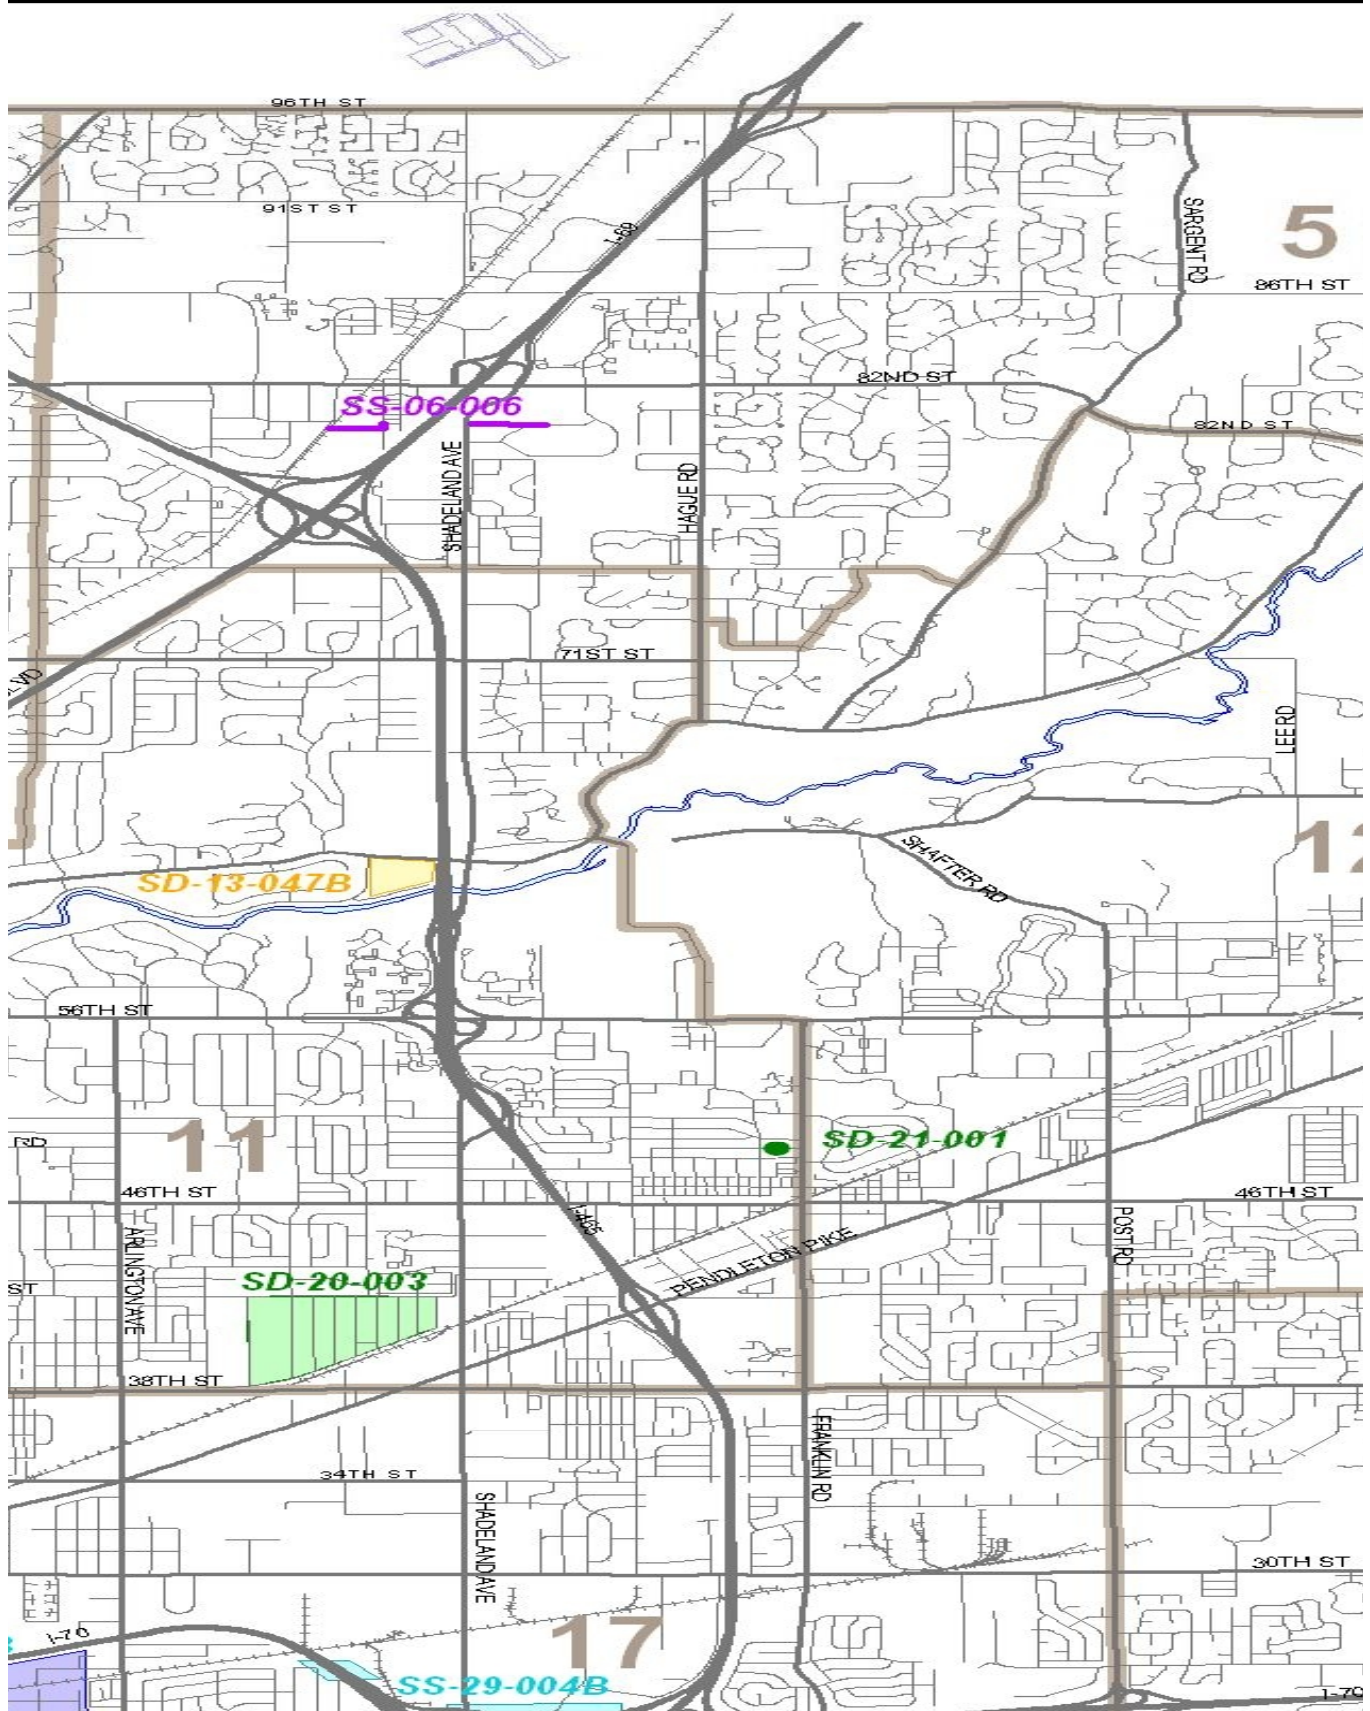 96TH ST
91ST ST
SARGENT RD
5
I-69
86TH ST
82ND ST
SS-06-006
82ND ST
SHADELAND AVE
HAGUE RD
71ST ST
LVD
LEE RD
12
SHAFTER RD
SD-13-047B
56TH ST
11
RD
SD-21-001
46TH ST
46TH ST
ARLINGTON AVE
I-465
POST RD
PENDLETON PIKE
SD-20-003
ST
38TH ST
FRANKLIN RD
34TH ST
SHADELAND AVE
30TH ST
17
I-70
SS-29-004B
I-70